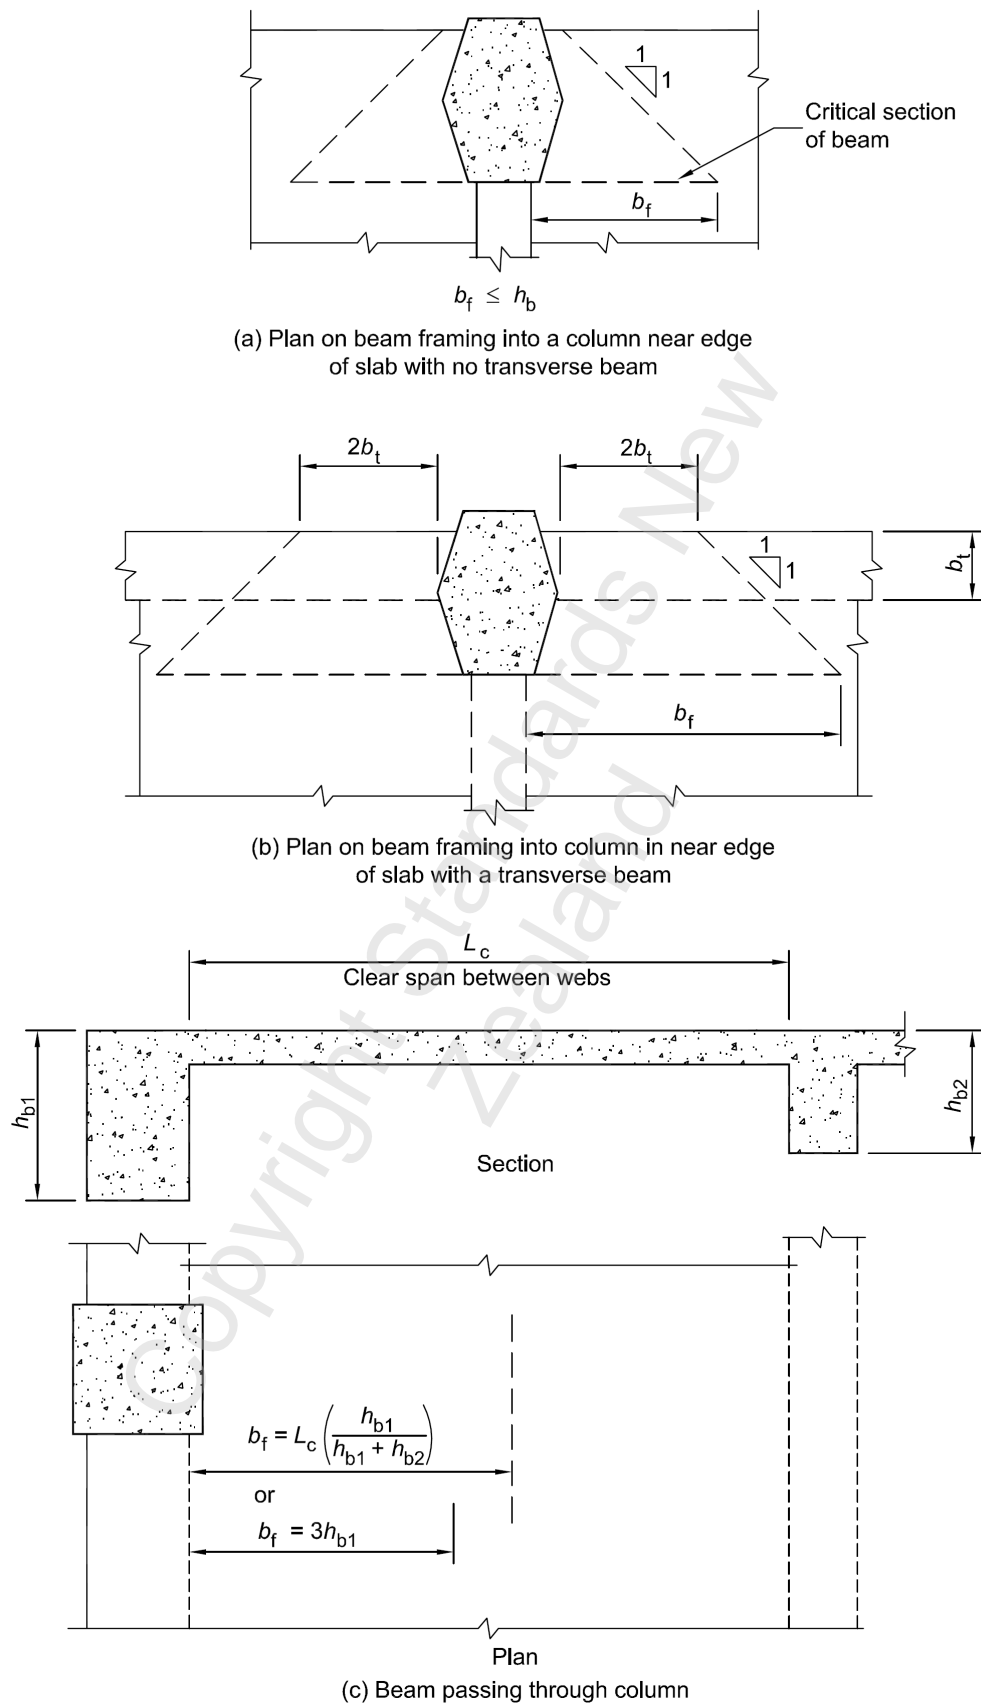 1
1
Critical section
of beam
b_f
b_f ≤ h_b
(a) Plan on beam framing into a column near edge
of slab with no transverse beam
2b_t
2b_t
1
1
b_t
b_f
(b) Plan on beam framing into column in near edge
of slab with a transverse beam
L_c
Clear span between webs
h_b1
h_b2
Section
b_f = L_c (h_b1 / (h_b1 + h_b2))
or
b_f = 3h_b1
Plan
(c) Beam passing through column
Copyright Standards New
Zealand